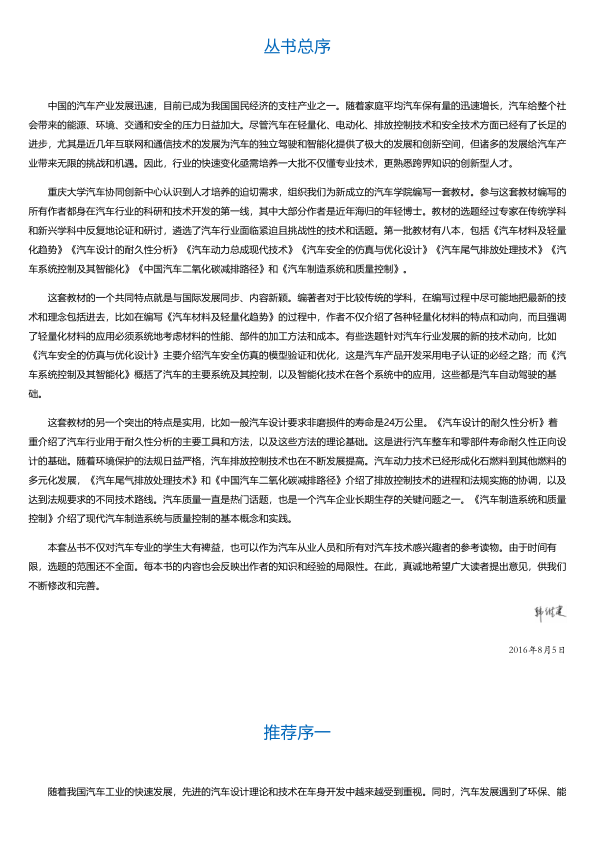 丛书总序
中国的汽车产业发展迅速，目前已成为我国国民经济的支柱产业之一。随着家庭平均汽车保有量的迅速增长，汽车给整个社
会带来的能源、环境、交通和安全的压力日益加大。尽管汽车在轻量化、电动化、排放控制技术和安全技术方面已经有了长足的
进步，尤其是近几年互联网和通信技术的发展为汽车的独立驾驶和智能化提供了极大的发展和创新空间，但诸多的发展给汽车产
业带来无限的挑战和机遇。因此，行业的快速变化亟需培养一大批不仅懂专业技术，更熟悉跨界知识的创新型人才。
重庆大学汽车协同创新中心认识到人才培养的迫切需求，组织我们为新成立的汽车学院编写一套教材。参与这套教材编写的
所有作者都身在汽车行业的科研和技术开发的第一线，其中大部分作者是近年海归的年轻博士。教材的选题经过专家在传统学科
和新兴学科中反复地论证和研讨，遴选了汽车行业面临紧迫且挑战性的技术和话题。第一批教材有八本，包括《汽车材料及轻量
化趋势》《汽车设计的耐久性分析》《汽车动力总成现代技术》《汽车安全的仿真与优化设计》《汽车尾气排放处理技术》《汽
车系统控制及其智能化》《中国汽车二氧化碳减排路径》和《汽车制造系统和质量控制》。
这套教材的一个共同特点就是与国际发展同步、内容新颖。编著者对于比较传统的学科，在编写过程中尽可能地把最新的技
术和理念包括进去，比如在编写《汽车材料及轻量化趋势》的过程中，作者不仅介绍了各种轻量化材料的特点和动向，而且强调
了轻量化材料的应用必须系统地考虑材料的性能、部件的加工方法和成本。有些选题针对汽车行业发展的新的技术动向，比如
《汽车安全的仿真与优化设计》主要介绍汽车安全仿真的模型验证和优化，这是汽车产品开发采用电子认证的必经之路；而《汽
车系统控制及其智能化》概括了汽车的主要系统及其控制，以及智能化技术在各个系统中的应用，这些都是汽车自动驾驶的基
础。
这套教材的另一个突出的特点是实用，比如一般汽车设计要求非磨损件的寿命是24万公里。《汽车设计的耐久性分析》着
重介绍了汽车行业用于耐久性分析的主要工具和方法，以及这些方法的理论基础。这是进行汽车整车和零部件寿命耐久性正向设
计的基础。随着环境保护的法规日益严格，汽车排放控制技术也在不断发展提高。汽车动力技术已经形成化石燃料到其他燃料的
多元化发展，《汽车尾气排放处理技术》和《中国汽车二氧化碳减排路径》介绍了排放控制技术的进程和法规实施的协调，以及
达到法规要求的不同技术路线。汽车质量一直是热门话题，也是一个汽车企业长期生存的关键问题之一。《汽车制造系统和质量
控制》介绍了现代汽车制造系统与质量控制的基本概念和实践。
本套丛书不仅对汽车专业的学生大有裨益，也可以作为汽车从业人员和所有对汽车技术感兴趣者的参考读物。由于时间有
限，选题的范围还不全面。每本书的内容也会反映出作者的知识和经验的局限性。在此，真诚地希望广大读者提出意见，供我们
不断修改和完善。
2016年8月5日
推荐序一
随着我国汽车工业的快速发展，先进的汽车设计理论和技术在车身开发中越来越受到重视。同时，汽车发展遇到了环保、能